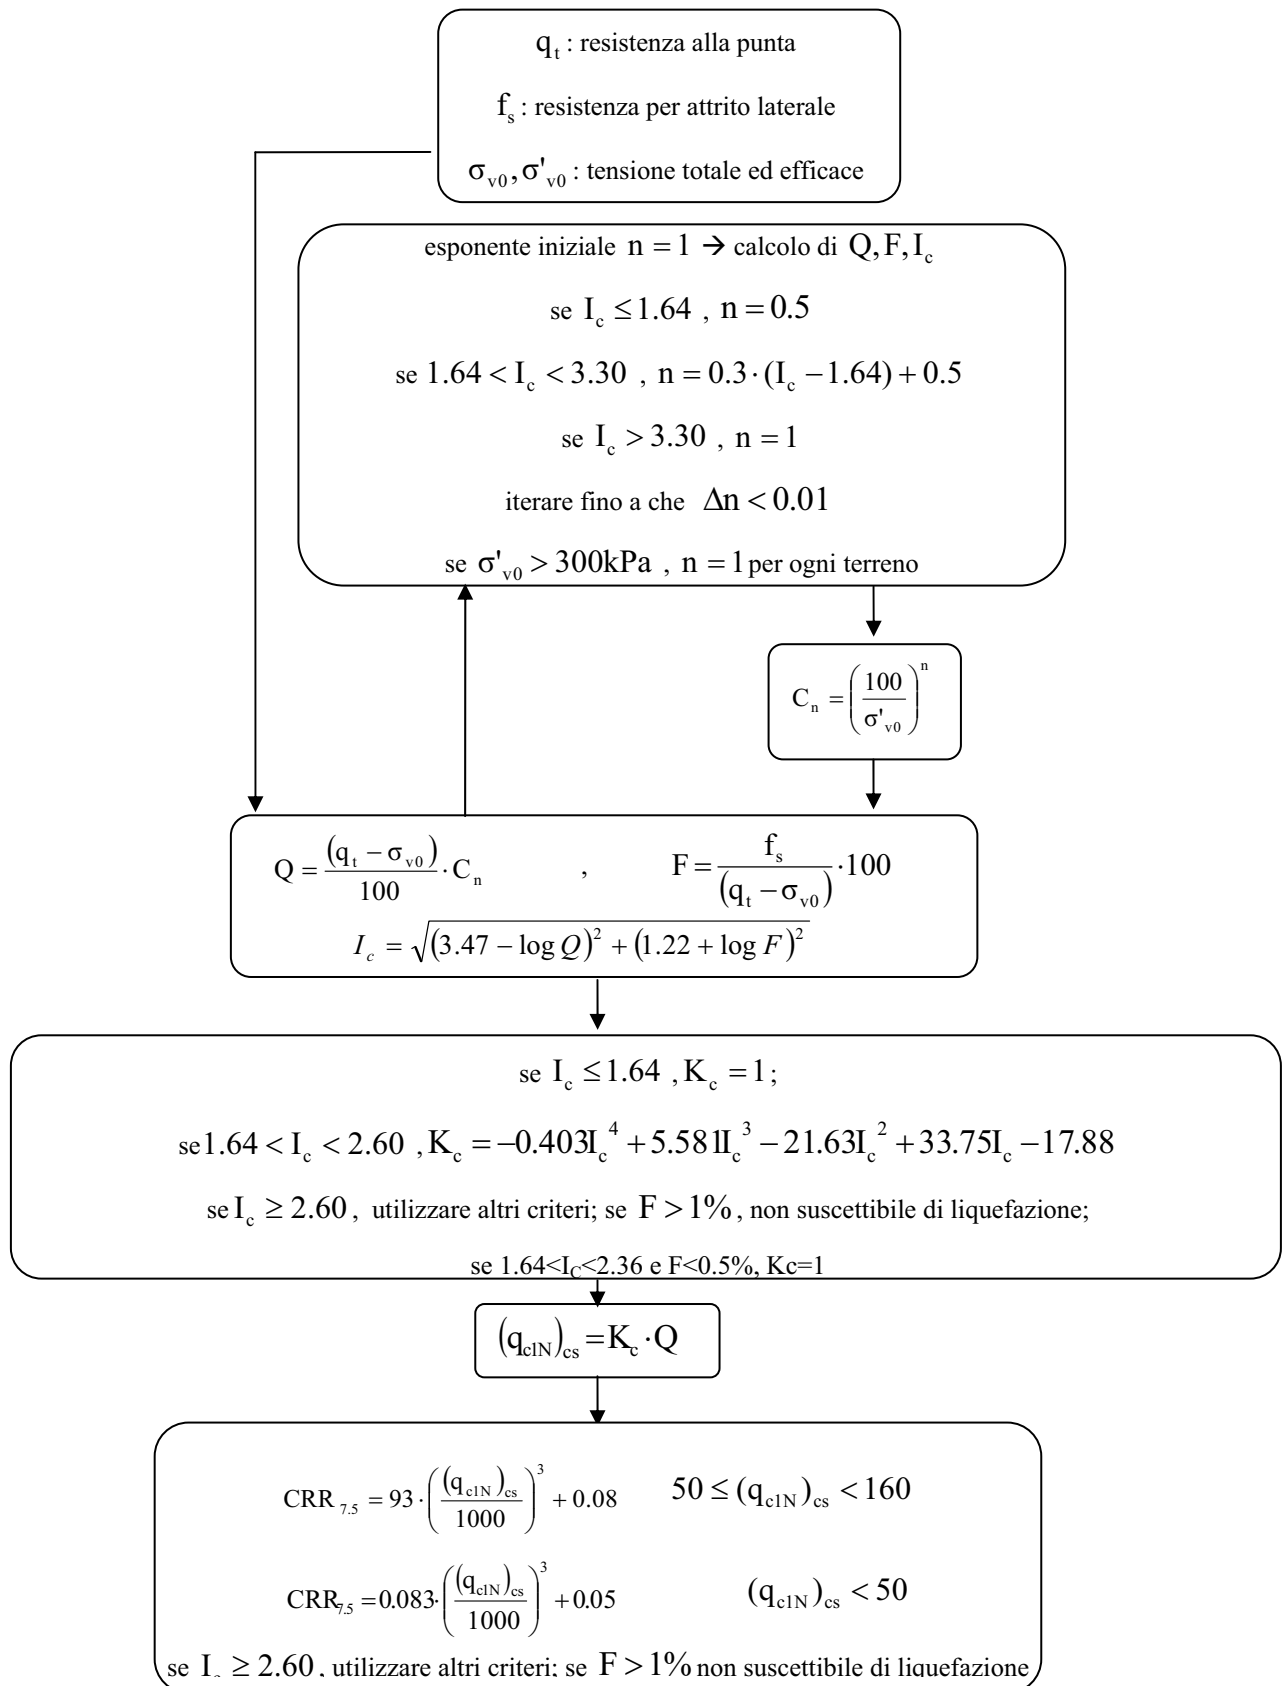 q_t : resistenza alla punta
f_s : resistenza per attrito laterale
σ_v0, σ'_v0 : tensione totale ed efficace
esponente iniziale n = 1 → calcolo di Q, F, I_c
se I_c ≤ 1.64 , n = 0.5
se 1.64 < I_c < 3.30 , n = 0.3 · (I_c − 1.64) + 0.5
se I_c > 3.30 , n = 1
iterare fino a che Δn < 0.01
se σ'_v0 > 300kPa , n = 1 per ogni terreno
C_n = (100 / σ'_v0)^n
Q = (q_t − σ_v0) / 100 · C_n , F = f_s / (q_t − σ_v0) · 100
I_c = √((3.47 − log Q)^2 + (1.22 + log F)^2)
se I_c ≤ 1.64 , K_c = 1 ;
se 1.64 < I_c < 2.60 , K_c = −0.403I_c^4 + 5.581I_c^3 − 21.63I_c^2 + 33.75I_c − 17.88
se I_c ≥ 2.60 , utilizzare altri criteri; se F > 1% , non suscettibile di liquefazione;
se 1.64<I_C<2.36 e F<0.5%, Kc=1
(q_c1N)_cs = K_c · Q
CRR_7.5 = 93 · ((q_c1N)_cs / 1000)^3 + 0.08 50 ≤ (q_c1N)_cs < 160
CRR_7.5 = 0.083 · ((q_c1N)_cs / 1000)^3 + 0.05 (q_c1N)_cs < 50
se I_c ≥ 2.60 , utilizzare altri criteri; se F > 1% non suscettibile di liquefazione